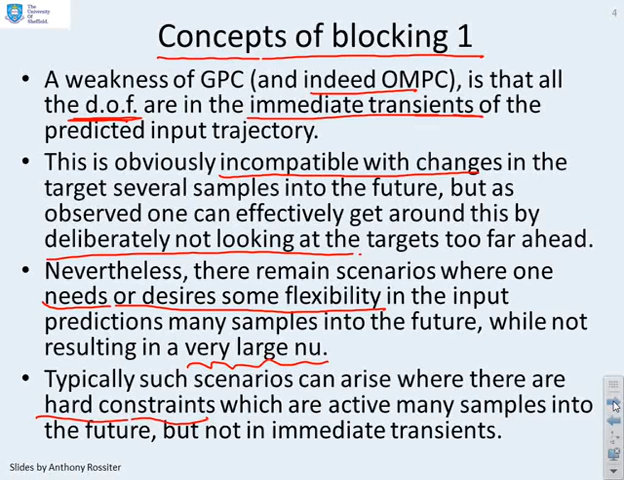 The
University
Of
Sheffield.
4
Concepts of blocking 1
• A weakness of GPC (and indeed OMPC), is that all
the d.o.f. are in the immediate transients of the
predicted input trajectory.
• This is obviously incompatible with changes in the
target several samples into the future, but as
observed one can effectively get around this by
deliberately not looking at the targets too far ahead.
• Nevertheless, there remain scenarios where one
needs or desires some flexibility in the input
predictions many samples into the future, while not
resulting in a very large nu.
• Typically such scenarios can arise where there are
hard constraints which are active many samples into
the future, but not in immediate transients.
Slides by Anthony Rossiter